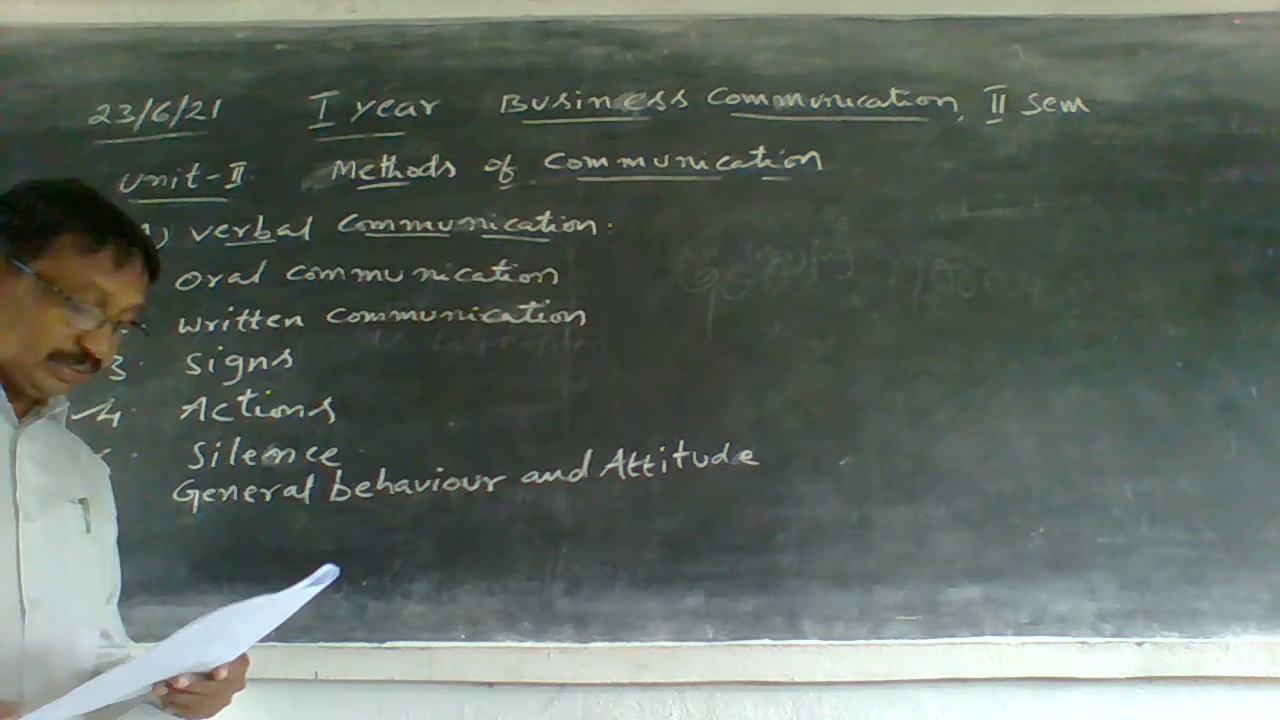 23/6/21 I year Business Communication, II Sem
Unit-II Methods of Communication
1) Verbal Communication.
Oral Communication
Written Communication
3. Signs
4. Actions
Silence
General behaviour and Attitude